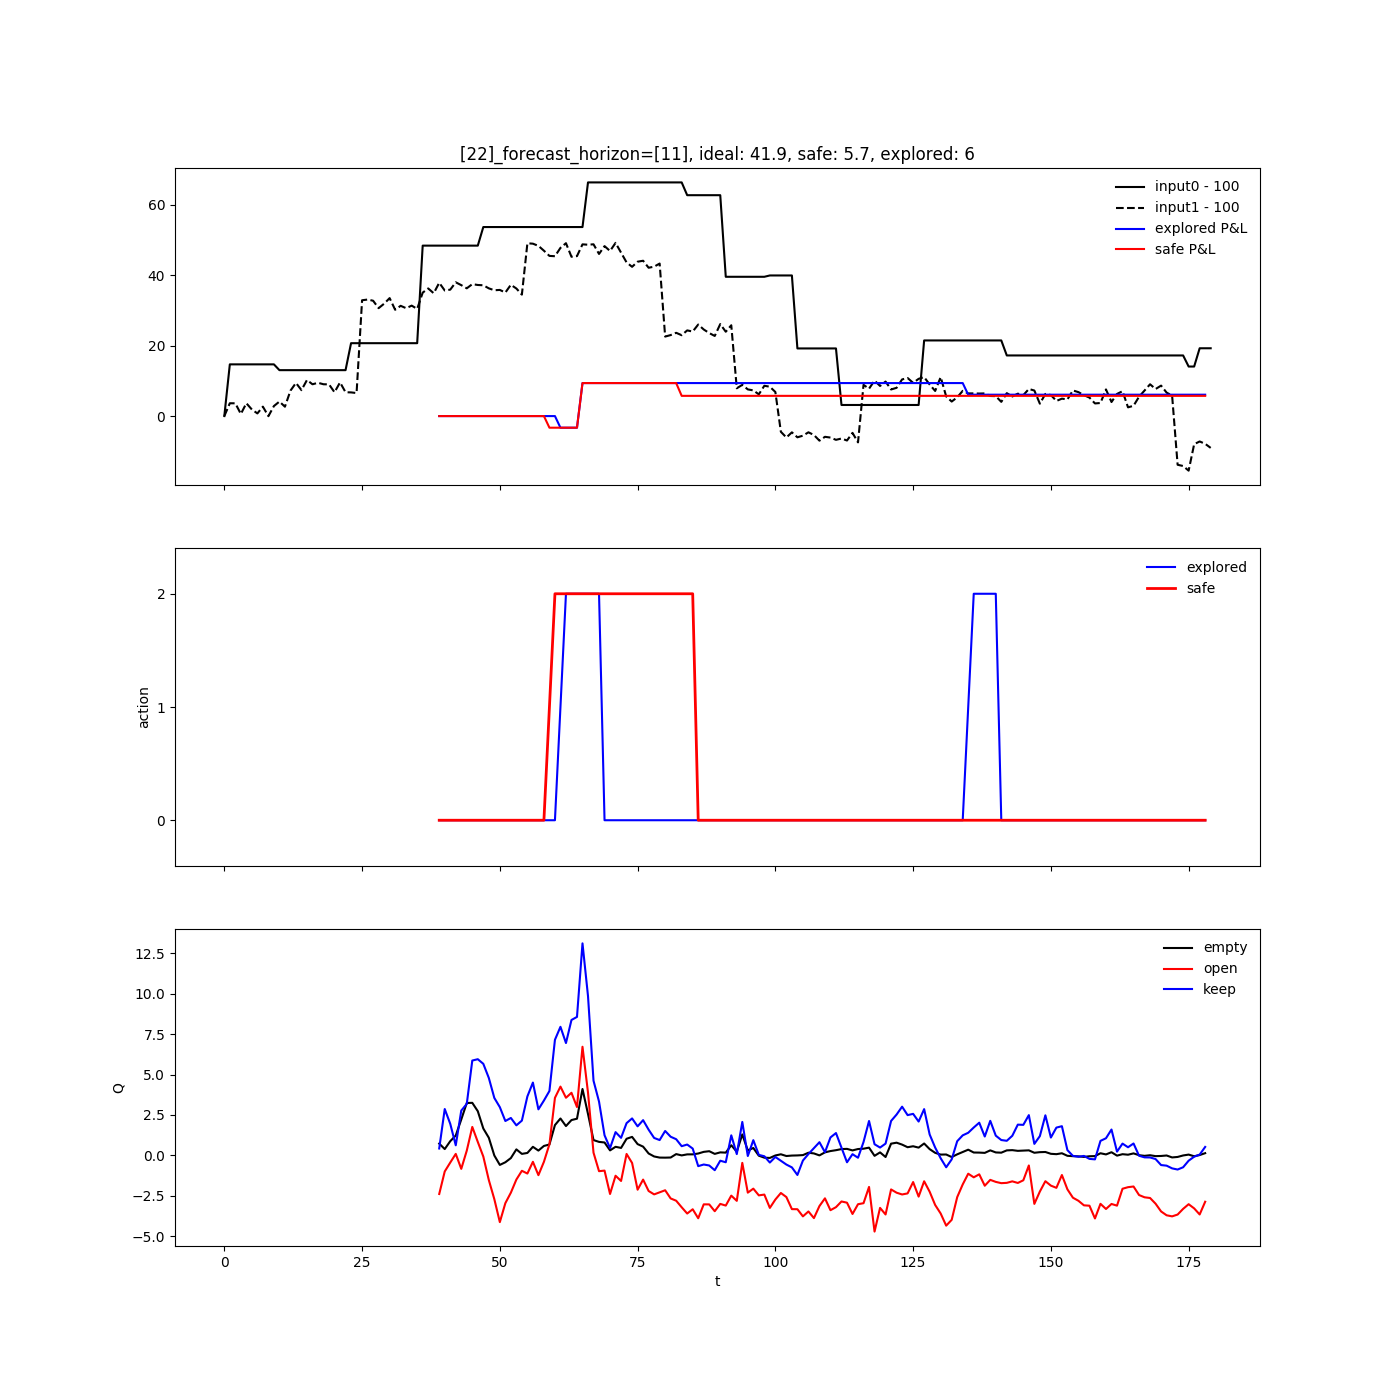 [22]_forecast_horizon=[11], ideal: 41.9, safe: 5.7, explored: 6
input0 - 100
input1 - 100
explored P&L
safe P&L
60
40
20
0
explored
safe
2
1
0
action
empty
open
keep
12.5
10.0
7.5
5.0
2.5
0.0
−2.5
−5.0
Q
0 25 50 75 100 125 150 175
t